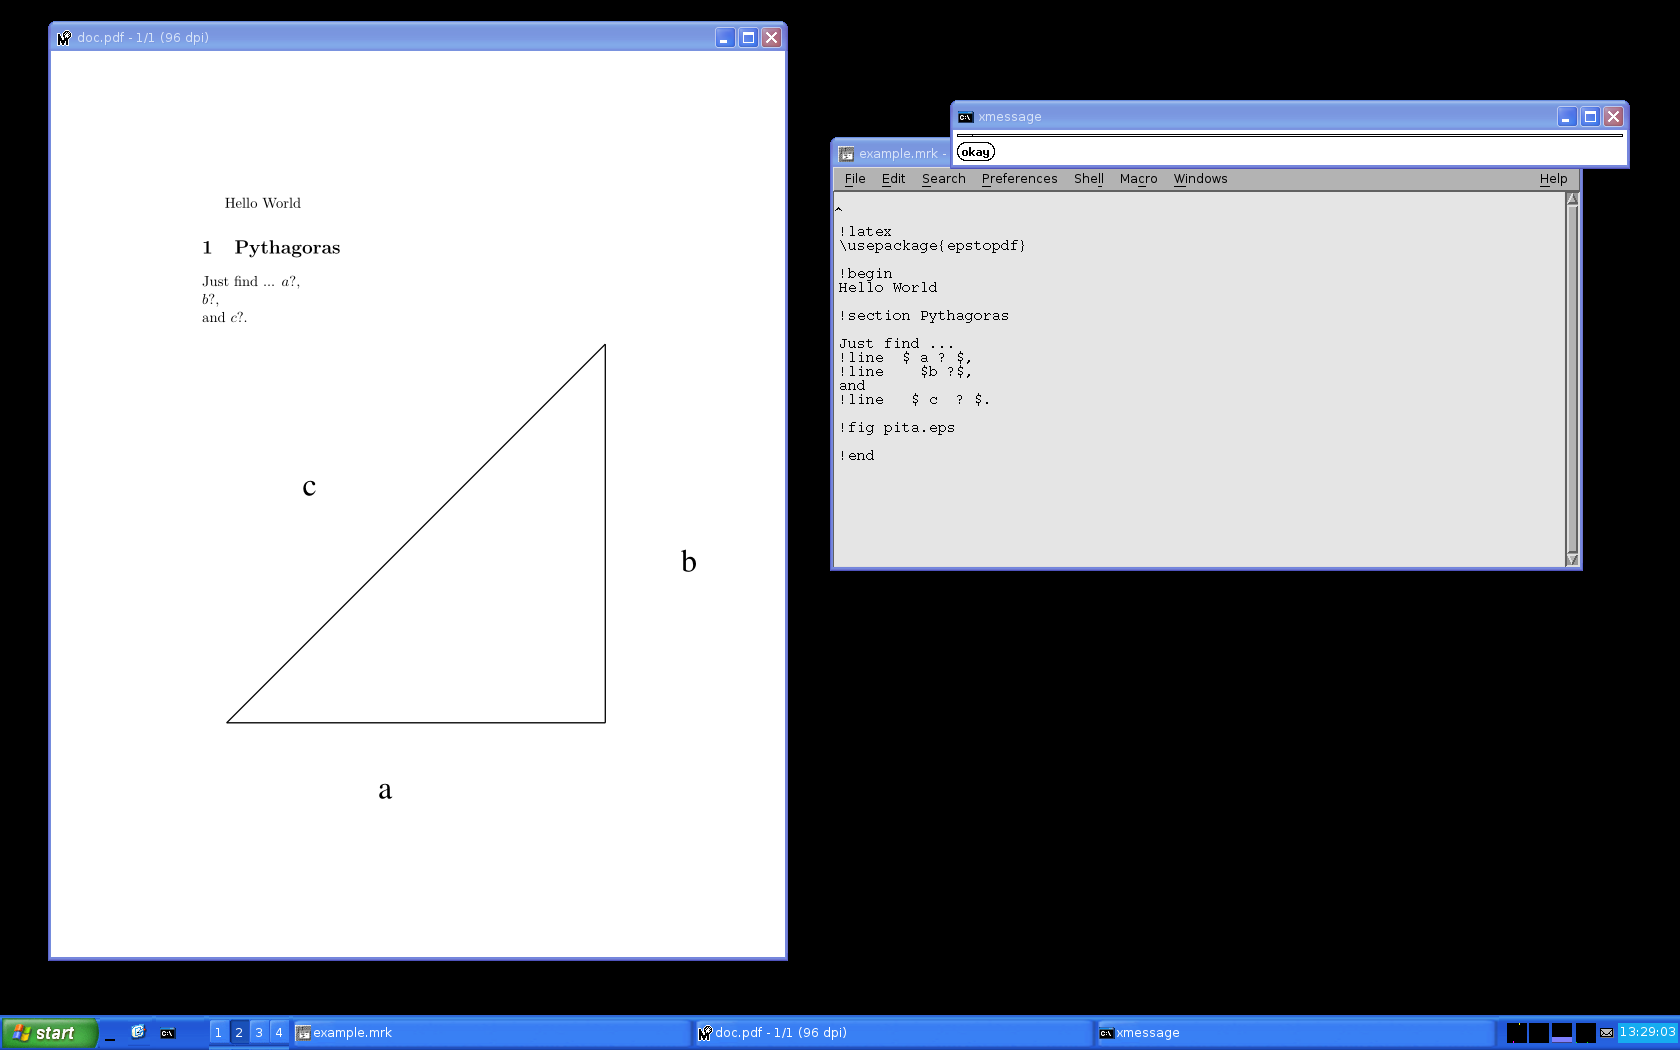 doc.pdf - 1/1 (96 dpi)
Hello World
1 Pythagoras
Just find ... a?,
b?,
and c?.
c
b
a
xmessage
okay
example.mrk -
File Edit Search Preferences Shell Macro Windows Help
!latex
\usepackage{epstopdf}
!begin
Hello World
!section Pythagoras
Just find ...
!line  $ a ? $,
!line    $b ?$,
and
!line   $ c  ? $.
!fig pita.eps
!end
start 1 2 3 4 example.mrk doc.pdf - 1/1 (96 dpi) xmessage 13:29:03